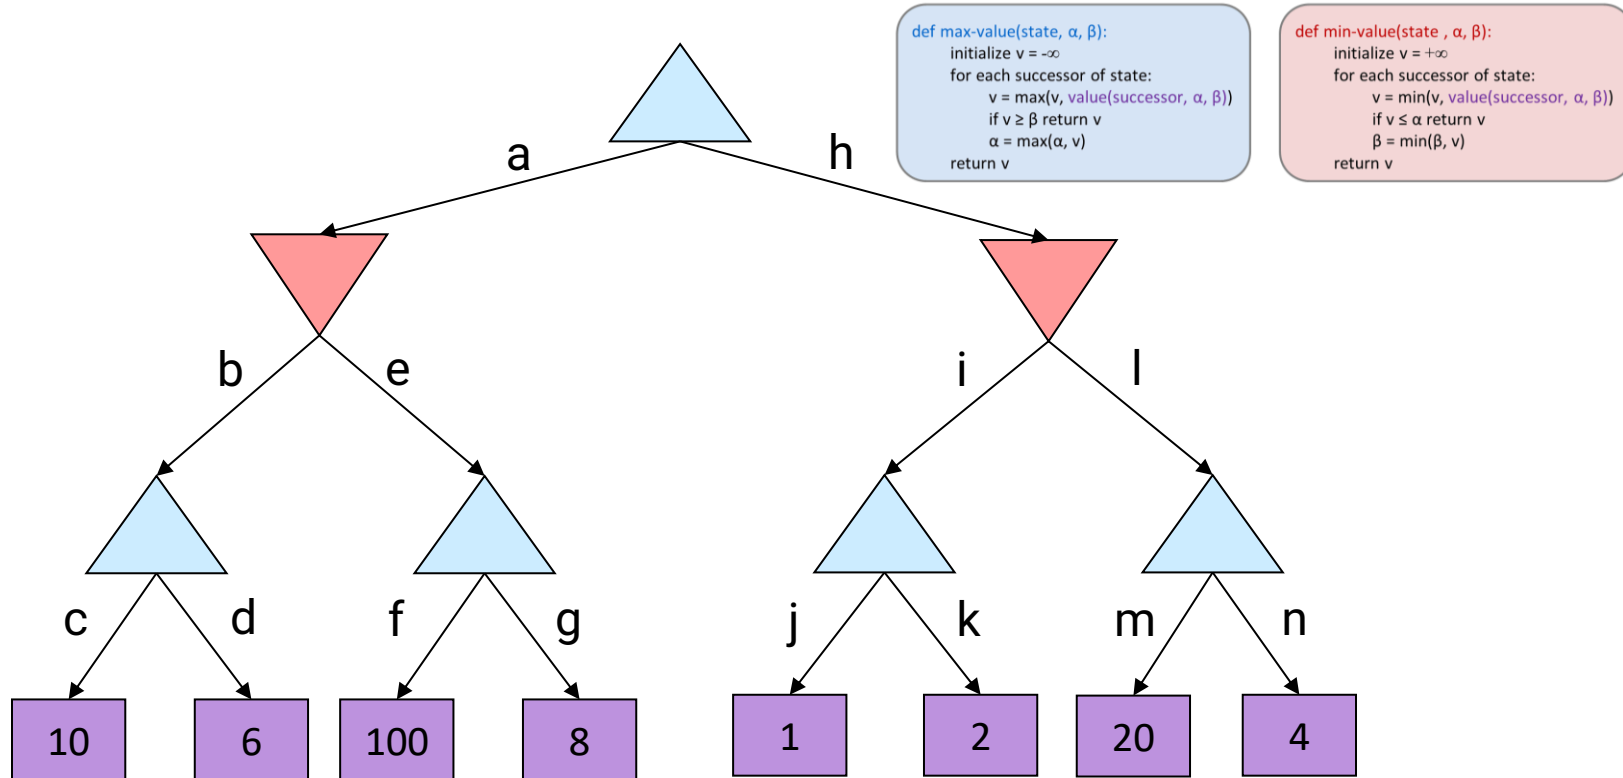 def max-value(state, α, β):
initialize v = -∞
for each successor of state:
v = max(v, value(successor, α, β))
if v ≥ β return v
α = max(α, v)
return v
def min-value(state , α, β):
initialize v = +∞
for each successor of state:
v = min(v, value(successor, α, β))
if v ≤ α return v
β = min(β, v)
return v
a
h
b
e
i
l
c
d
f
g
j
k
m
n
10
6
100
8
1
2
20
4